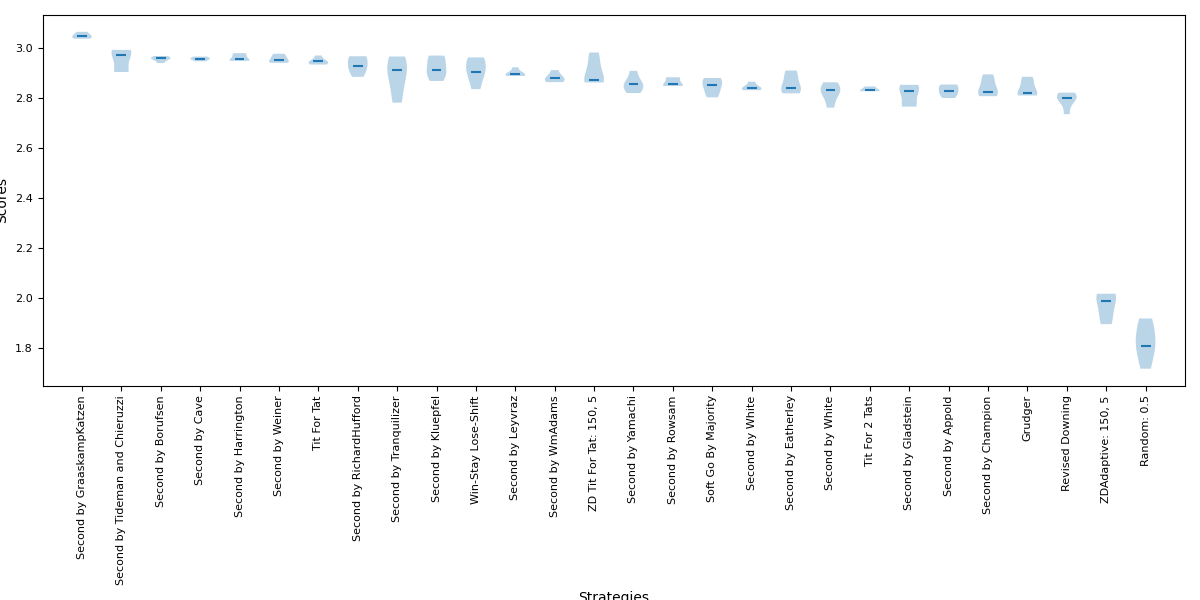 Scores
3.0
2.8
2.6
2.4
2.2
2.0
1.8
Second by GraaskampKatzen
Second by Tideman and Chieruzzi
Second by Borufsen
Second by Cave
Second by Harrington
Second by Weiner
Tit For Tat
Second by RichardHufford
Second by Tranquilizer
Second by Kluepfel
Win-Stay Lose-Shift
Second by Leyvraz
Second by WmAdams
ZD Tit For Tat: 150, 5
Second by Yamachi
Second by Rowsam
Soft Go By Majority
Second by White
Second by Eatherley
Second by White
Tit For 2 Tats
Second by Gladstein
Second by Appold
Second by Champion
Grudger
Revised Downing
ZDAdaptive: 150, 5
Random: 0.5
Strategies